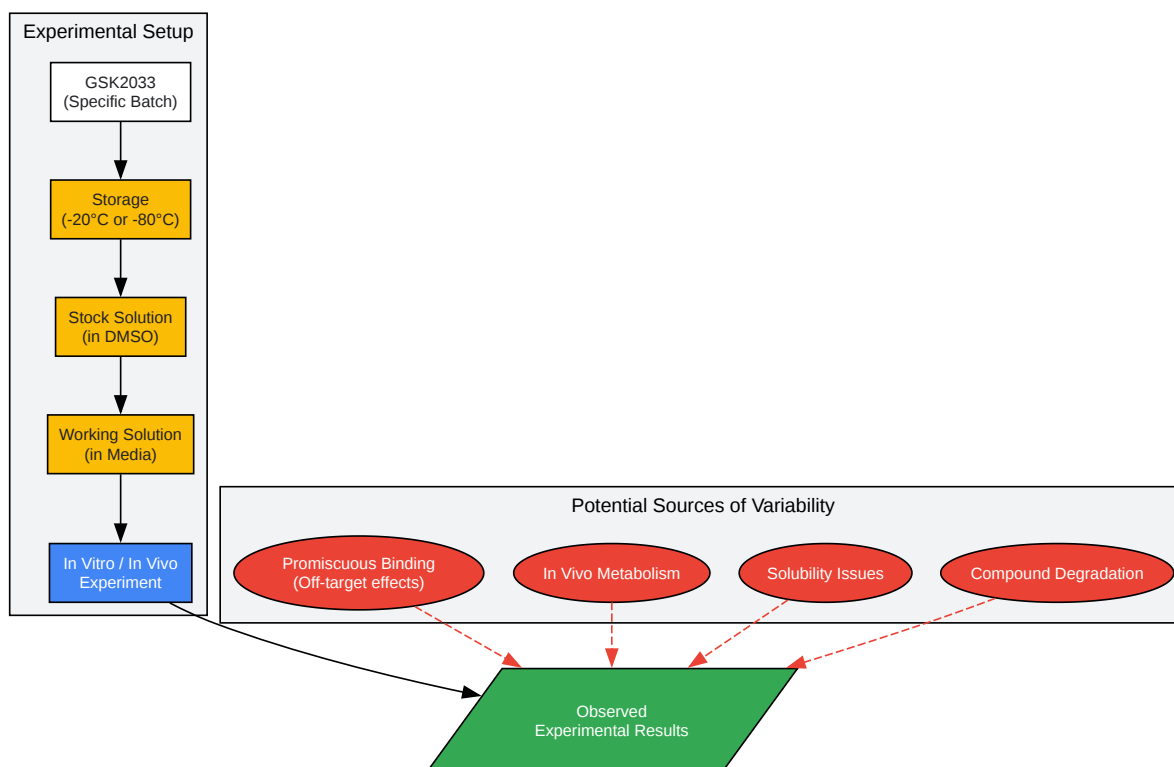 Experimental Setup
GSK2033
(Specific Batch)
Storage
(-20°C or -80°C)
Stock Solution
(in DMSO)
Working Solution
(in Media)
In Vitro / In Vivo
Experiment
Potential Sources of Variability
Promiscuous Binding
(Off-target effects)
In Vivo Metabolism
Solubility Issues
Compound Degradation
Observed
Experimental Results